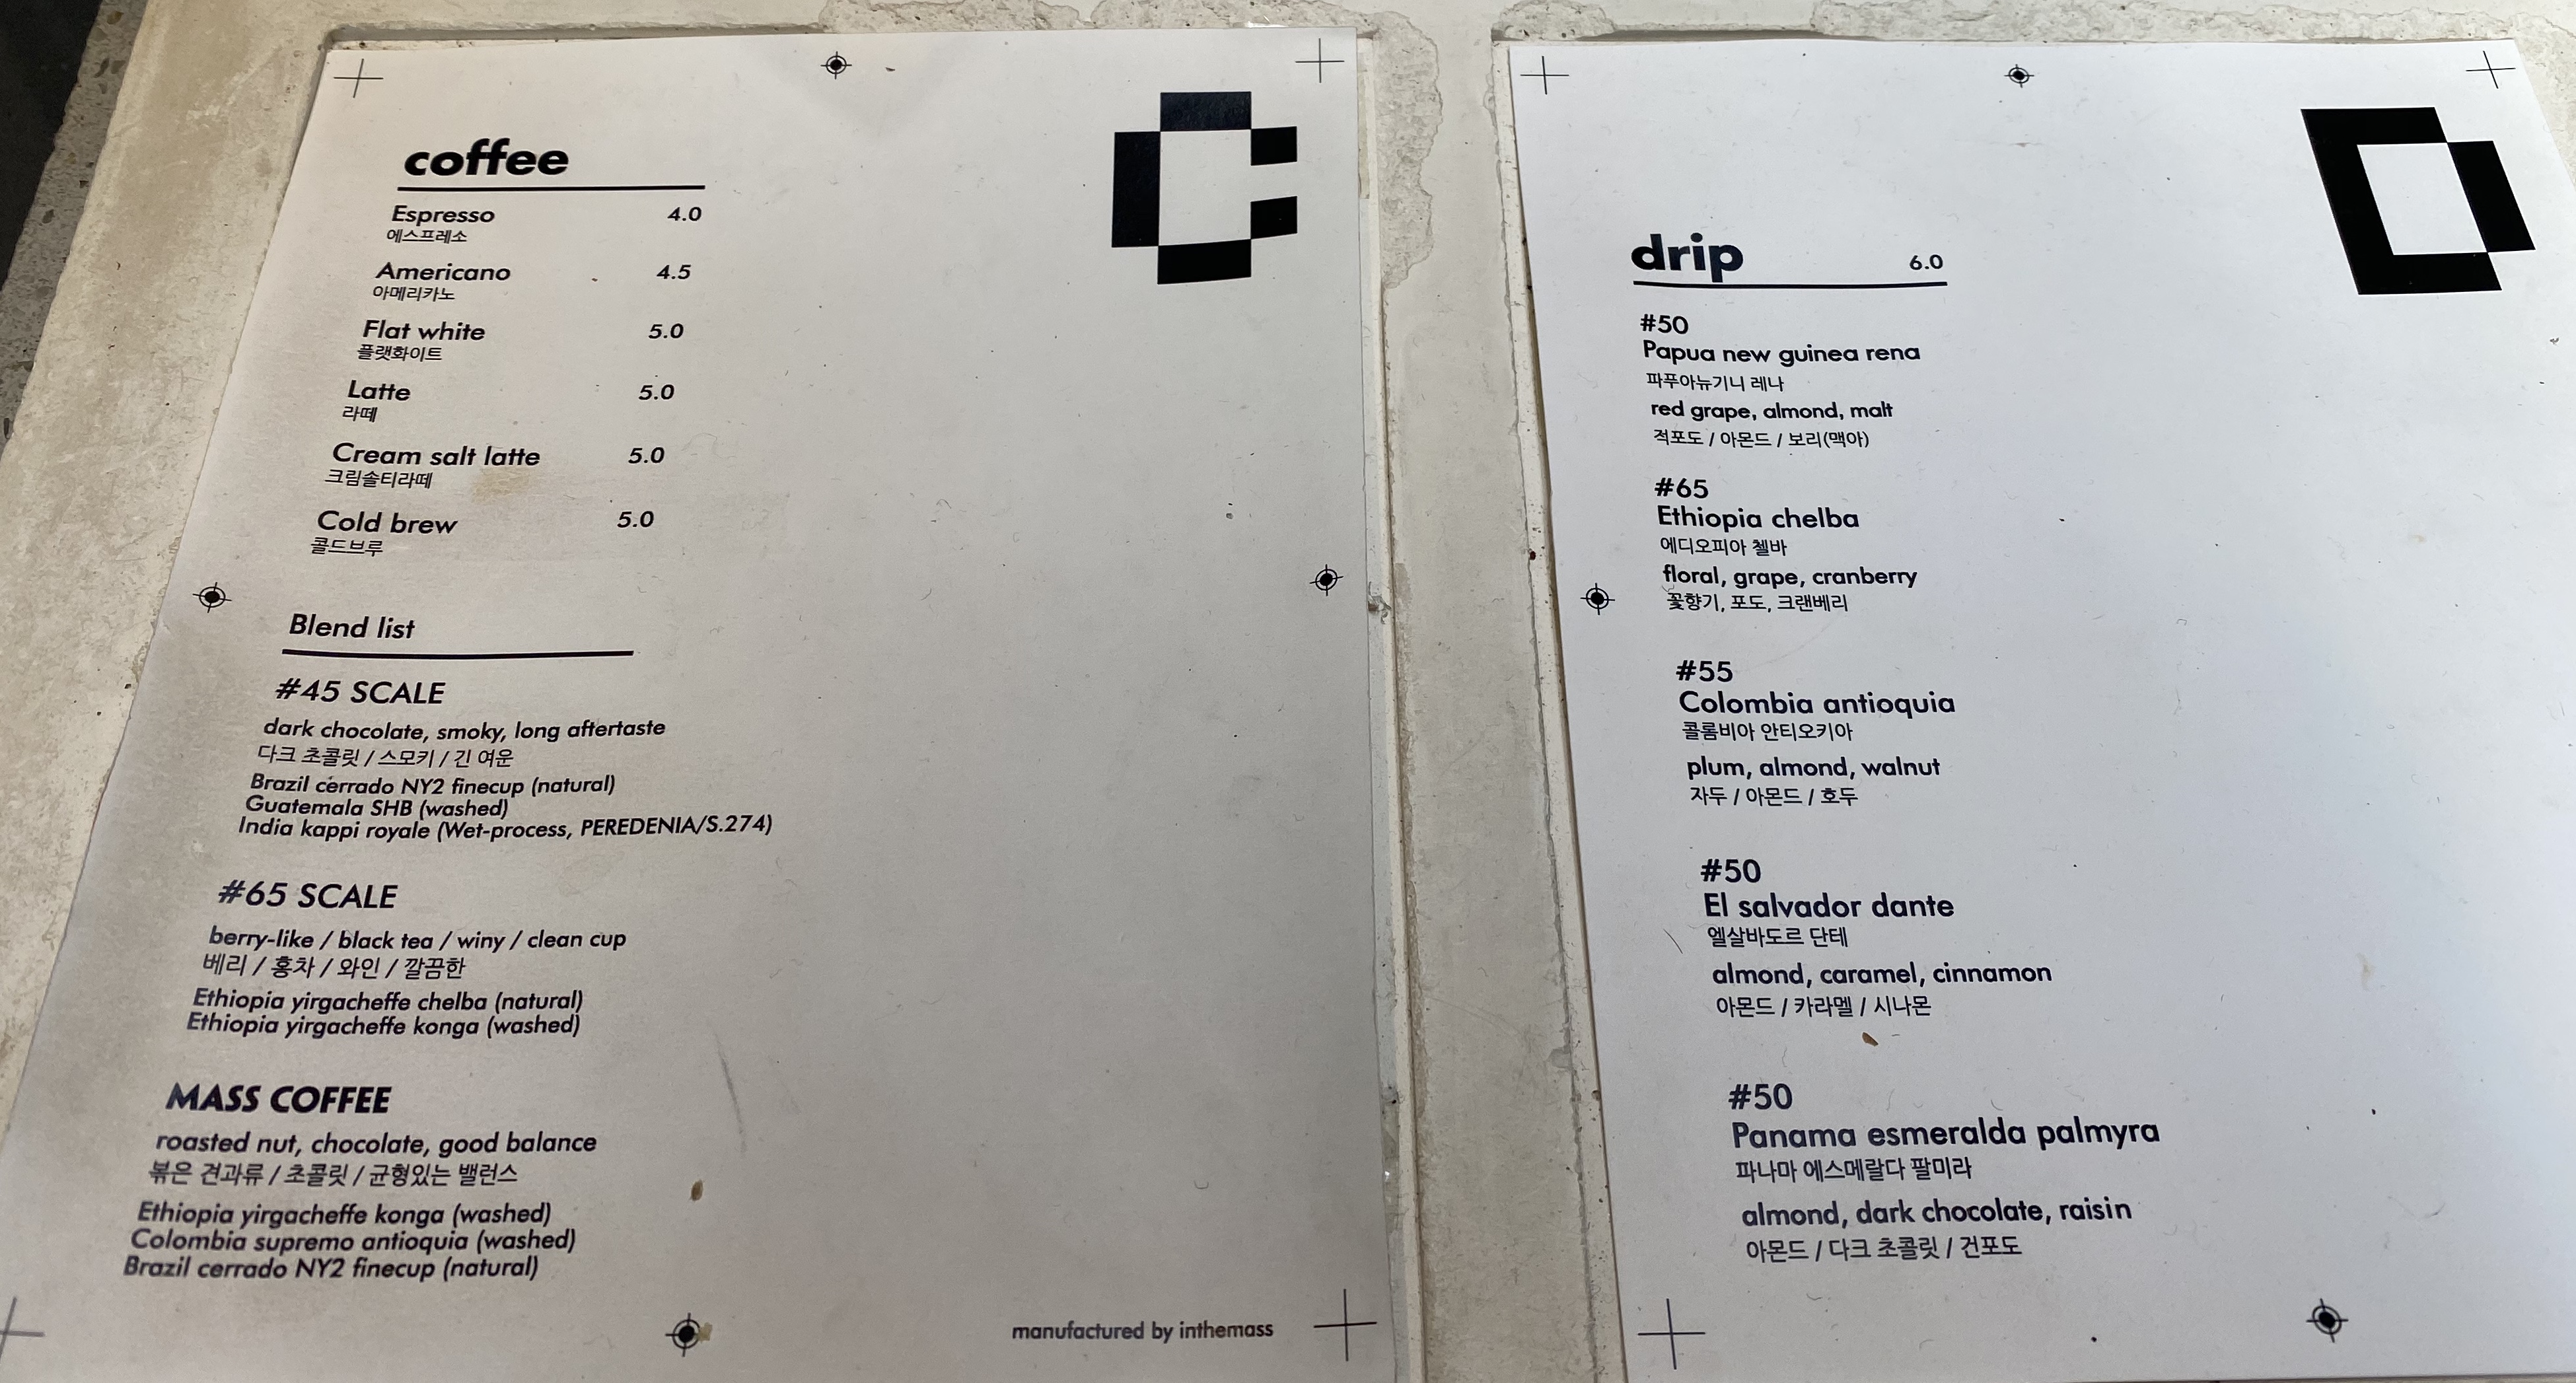 coffee
Espresso 4.0
에스프레소
Americano 4.5
아메리카노
Flat white 5.0
플랫화이트
Latte 5.0
라떼
Cream salt latte 5.0
크림솔티라떼
Cold brew 5.0
콜드브루
Blend list
#45 SCALE
dark chocolate, smoky, long aftertaste
다크 초콜릿 / 스모키 / 긴 여운
Brazil cerrado NY2 finecup (natural)
Guatemala SHB (washed)
India kappi royale (Wet-process, PEREDENIA/S.274)
#65 SCALE
berry-like / black tea / winy / clean cup
베리 / 홍차 / 와인 / 깔끔한
Ethiopia yirgacheffe chelba (natural)
Ethiopia yirgacheffe konga (washed)
MASS COFFEE
roasted nut, chocolate, good balance
볶은 견과류 / 초콜릿 / 균형있는 밸런스
Ethiopia yirgacheffe konga (washed)
Colombia supremo antioquia (washed)
Brazil cerrado NY2 finecup (natural)
manufactured by inthemass
drip 6.0
#50
Papua new guinea rena
파푸아뉴기니 레나
red grape, almond, malt
적포도 / 아몬드 / 보리(맥아)
#65
Ethiopia chelba
에디오피아 첼바
floral, grape, cranberry
꽃향기, 포도, 크랜베리
#55
Colombia antioquia
콜롬비아 안티오키아
plum, almond, walnut
자두 / 아몬드 / 호두
#50
El salvador dante
엘살바도르 단테
almond, caramel, cinnamon
아몬드 / 카라멜 / 시나몬
#50
Panama esmeralda palmyra
파나마 에스메랄다 팔미라
almond, dark chocolate, raisin
아몬드 / 다크 초콜릿 / 건포도